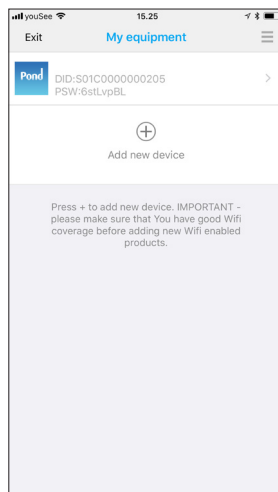 youSee 15.25
Exit My equipment
Pond
DID:S01C0000000205
PSW:6stLvpBL
Add new device
Press + to add new device. IMPORTANT -
please make sure that You have good Wifi
coverage before adding new Wifi enabled
products.